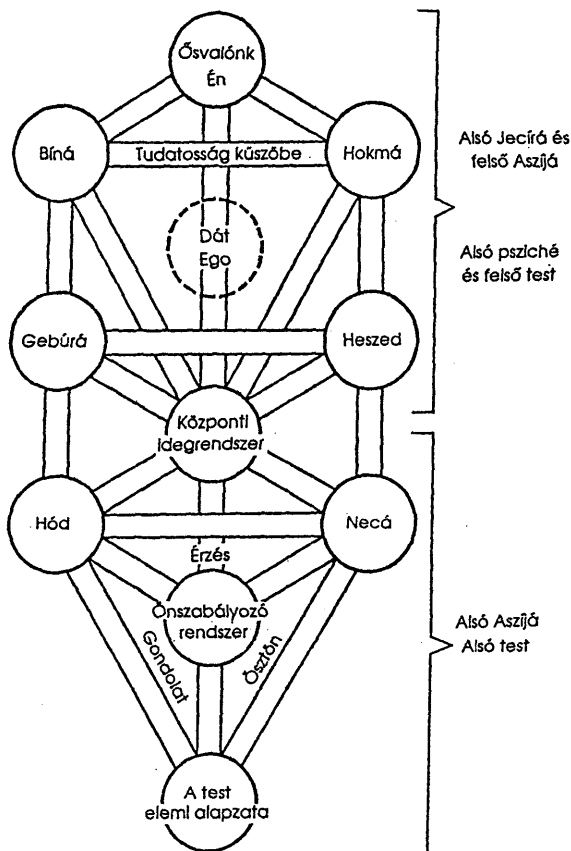 Ősvalónk
Én
Bíná
Tudatosság küszöbe
Hokmá
Alsó Jecírá és
felső Aszíjá
Dát
Ego
Alsó psziché
és felső test
Gebúrá
Heszed
Központi
idegrendszer
Hód
Necá
Érzés
Önszabályozó
rendszer
Gondolat
Ösztön
Alsó Aszíjá
Alsó test
A test
elemi alapzata